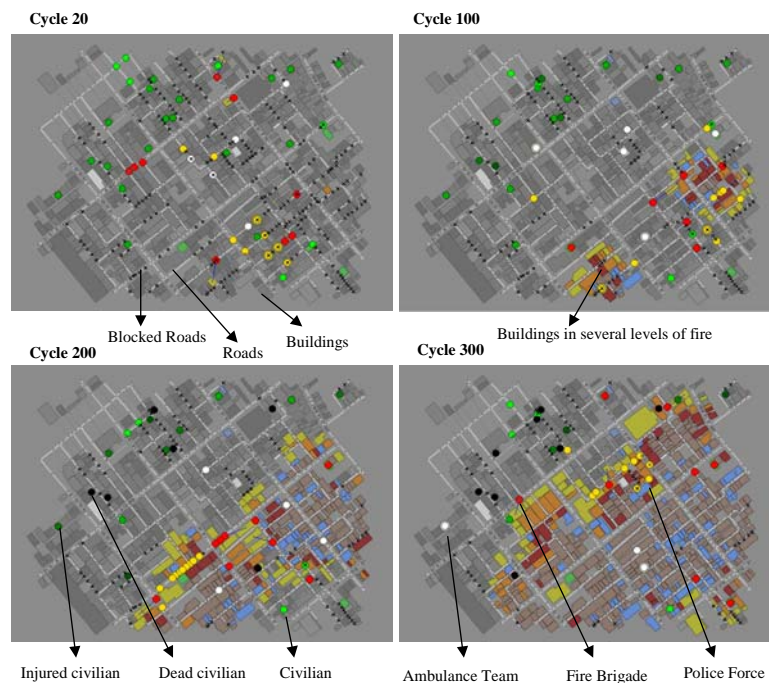 Cycle 20
Cycle 100
Blocked Roads
Roads
Buildings
Buildings in several levels of fire
Cycle 200
Cycle 300
Injured civilian
Dead civilian
Civilian
Ambulance Team
Fire Brigade
Police Force